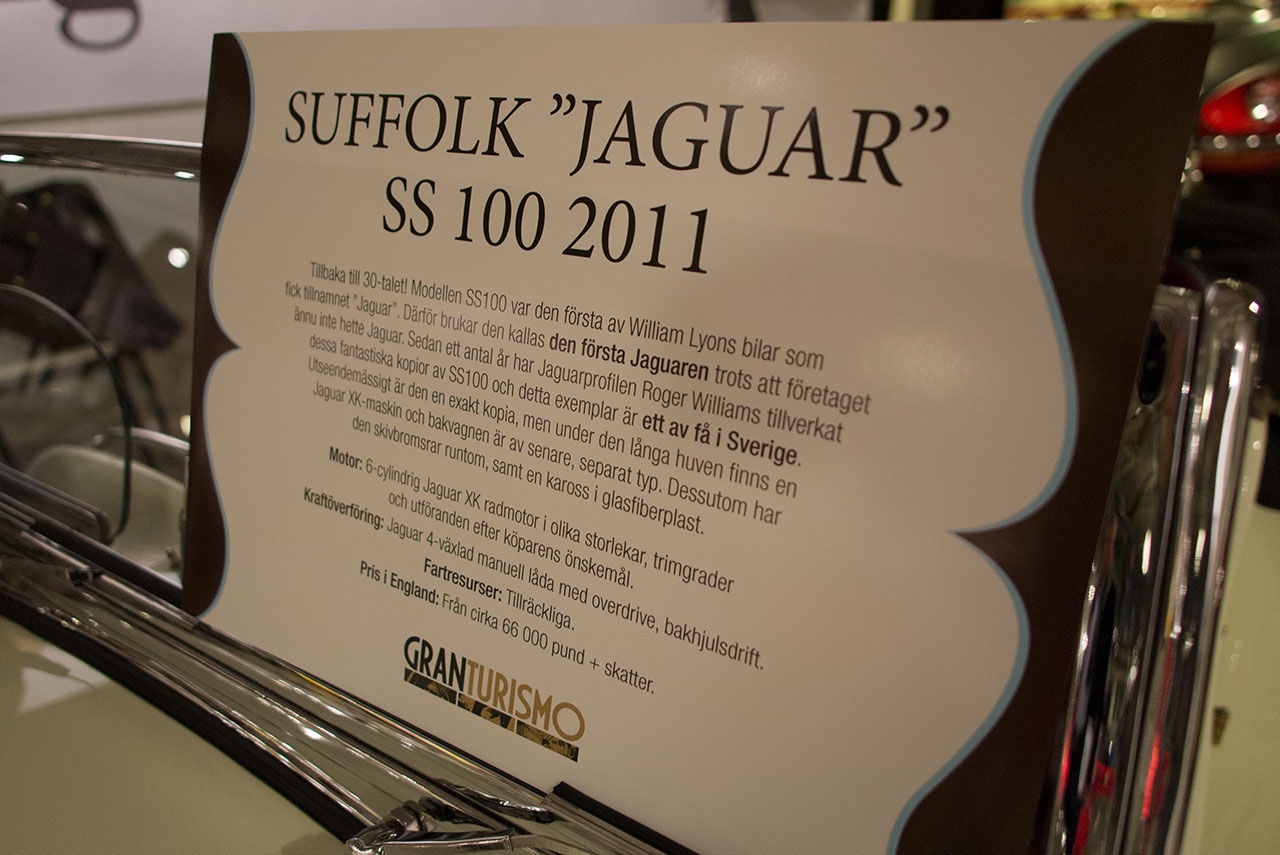 SUFFOLK ”JAGUAR”
SS 100 2011
Tillbaka till 30-talet! Modellen SS100 var den första av William Lyons bilar som
fick tillnamnet "Jaguar". Därför brukar den kallas den första Jaguaren trots att företaget
ännu inte hette Jaguar. Sedan ett antal år har Jaguarprofilen Roger Williams tillverkat
dessa fantastiska kopior av SS100 och detta exemplar är ett av få i Sverige.
Utseendemässigt är den en exakt kopia, men under den långa huven finns en
Jaguar XK-maskin och bakvagnen är av senare, separat typ. Dessutom har
den skivbromsrar runtom, samt en kaross i glasfiberplast.
Motor: 6-cylindrig Jaguar XK radmotor i olika storlekar, trimgrader
och utföranden efter köparens önskemål.
Kraftöverföring: Jaguar 4-växlad manuell låda med overdrive, bakhjulsdrift.
Fartresurser: Tillräckliga.
Pris i England: Från cirka 66 000 pund + skatter.
GRANTURISMO